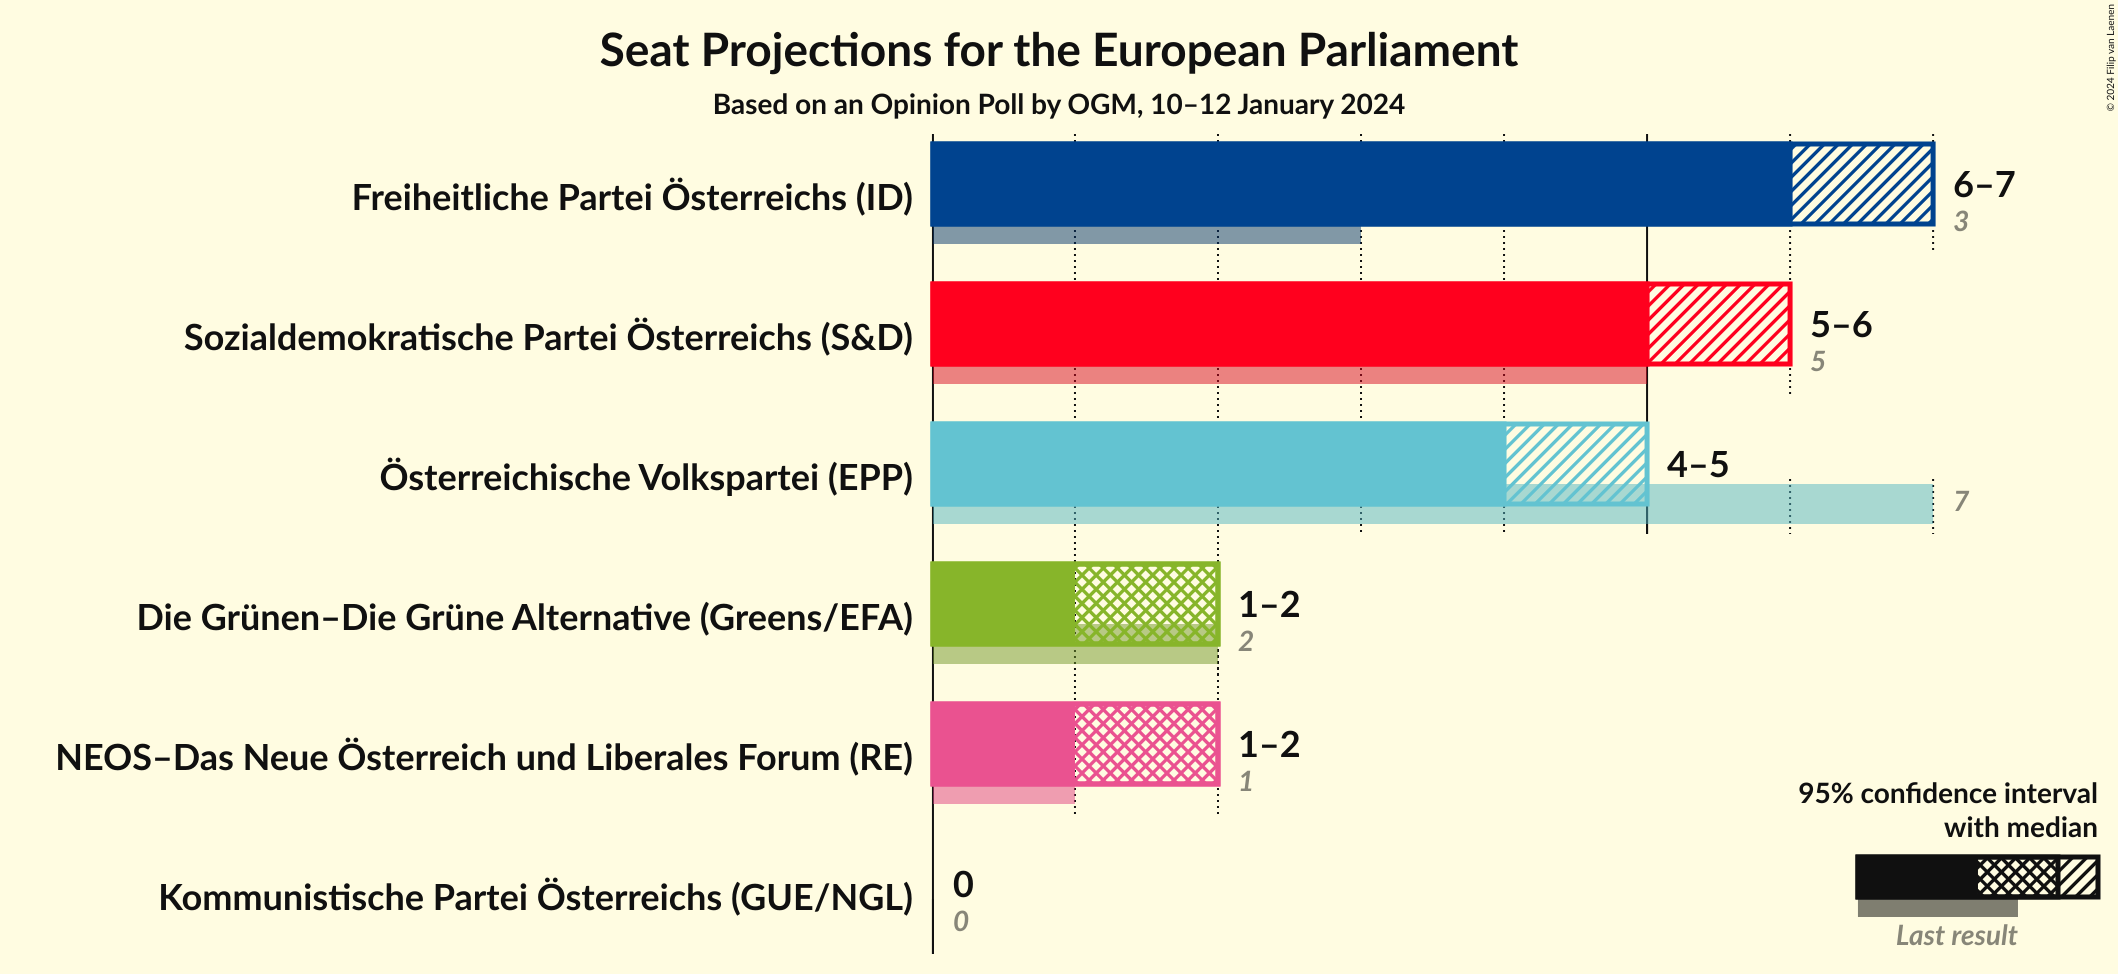 Seat Projections for the European Parliament
Based on an Opinion Poll by OGM, 10–12 January 2024
© 2024 Filip van Laenen
Freiheitliche Partei Österreichs (ID)
6–7
3
Sozialdemokratische Partei Österreichs (S&D)
5–6
5
Österreichische Volkspartei (EPP)
4–5
7
Die Grünen–Die Grüne Alternative (Greens/EFA)
1–2
2
NEOS–Das Neue Österreich und Liberales Forum (RE)
1–2
1
Kommunistische Partei Österreichs (GUE/NGL)
0
0
95% confidence interval
with median
Last result